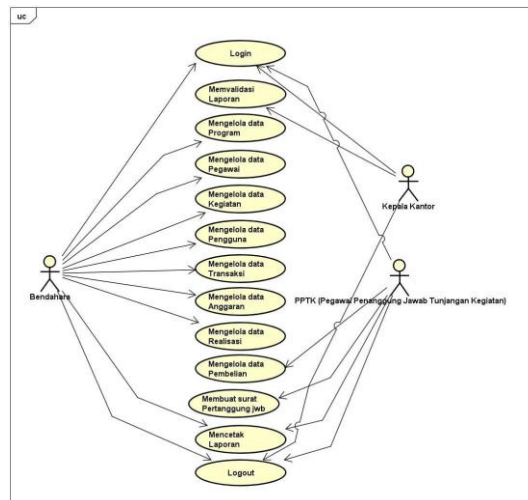 uc
Login
Memvalidasi
Laporan
Mengelola data
Program
Mengelola data
Pegawai
Mengelola data
Kegiatan
Mengelola data
Pengguna
Mengelola data
Transaksi
Mengelola data
Anggaran
Mengelola data
Realisasi
Mengelola data
Pembelian
Membuat surat
Pertanggung jwb
Mencetak
Laporan
Logout
Bendahara
Kepala Kantor
PPTK (Pegawai Penanggung Jawab Tunjangan Kegiatan)